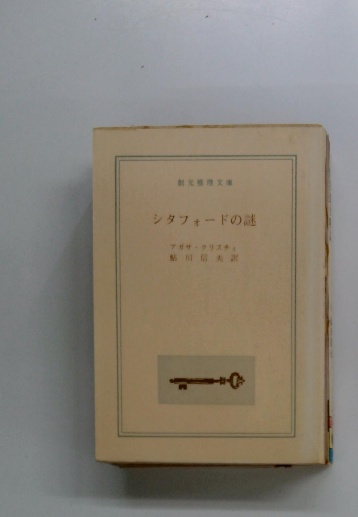 創元推理文庫
シタフォードの謎
アガサ・クリスティ
鮎川信夫訳